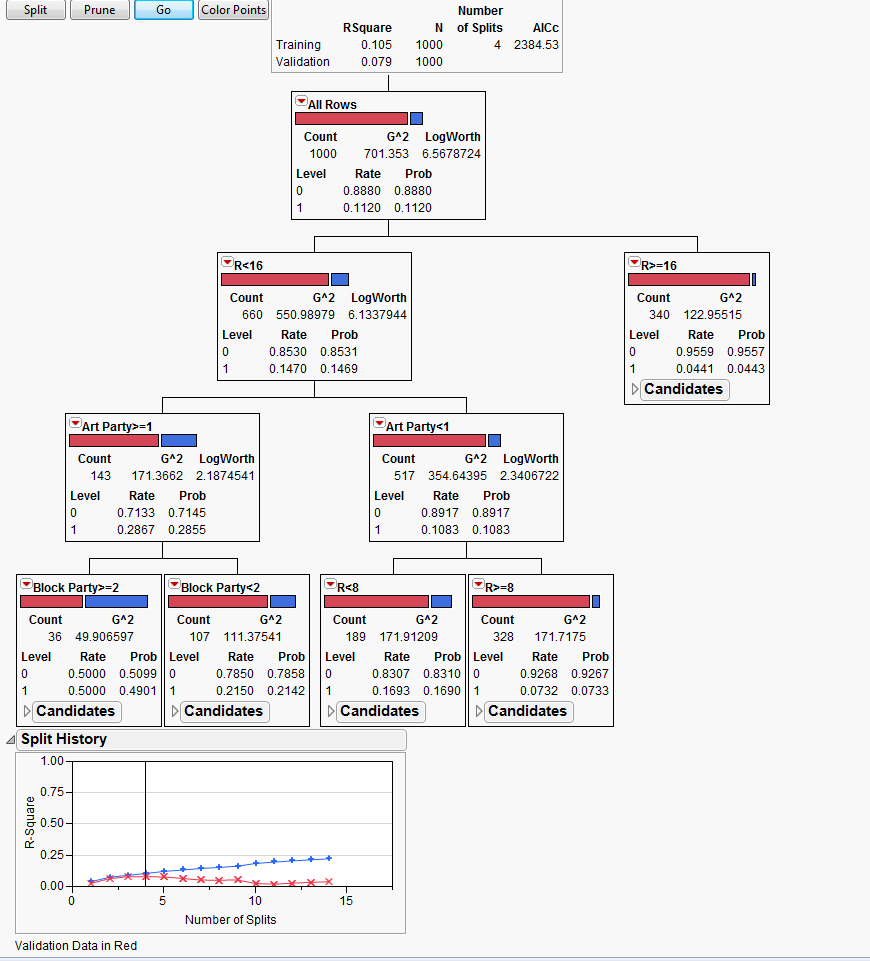 Split Prune Go Color Points
Number
RSquare N of Splits AICc
Training 0.105 1000 4 2384.53
Validation 0.079 1000
All Rows
Count G^2 LogWorth
1000 701.353 6.5678724
Level Rate Prob
0 0.8880 0.8880
1 0.1120 0.1120
R<16
Count G^2 LogWorth
660 550.98979 6.1337944
Level Rate Prob
0 0.8530 0.8531
1 0.1470 0.1469
R>=16
Count G^2
340 122.95515
Level Rate Prob
0 0.9559 0.9557
1 0.0441 0.0443
Candidates
Art Party>=1
Count G^2 LogWorth
143 171.3662 2.1874541
Level Rate Prob
0 0.7133 0.7145
1 0.2867 0.2855
Art Party<1
Count G^2 LogWorth
517 354.64395 2.3406722
Level Rate Prob
0 0.8917 0.8917
1 0.1083 0.1083
Block Party>=2
Count G^2
36 49.906597
Level Rate Prob
0 0.5000 0.5099
1 0.5000 0.4901
Candidates
Block Party<2
Count G^2
107 111.37541
Level Rate Prob
0 0.7850 0.7858
1 0.2150 0.2142
Candidates
R<8
Count G^2
189 171.91209
Level Rate Prob
0 0.8307 0.8310
1 0.1693 0.1690
Candidates
R>=8
Count G^2
328 171.7175
Level Rate Prob
0 0.9268 0.9267
1 0.0732 0.0733
Candidates
Split History
1.00
0.75
0.50
0.25
0.00
R-Square
0 5 10 15
Number of Splits
Validation Data in Red